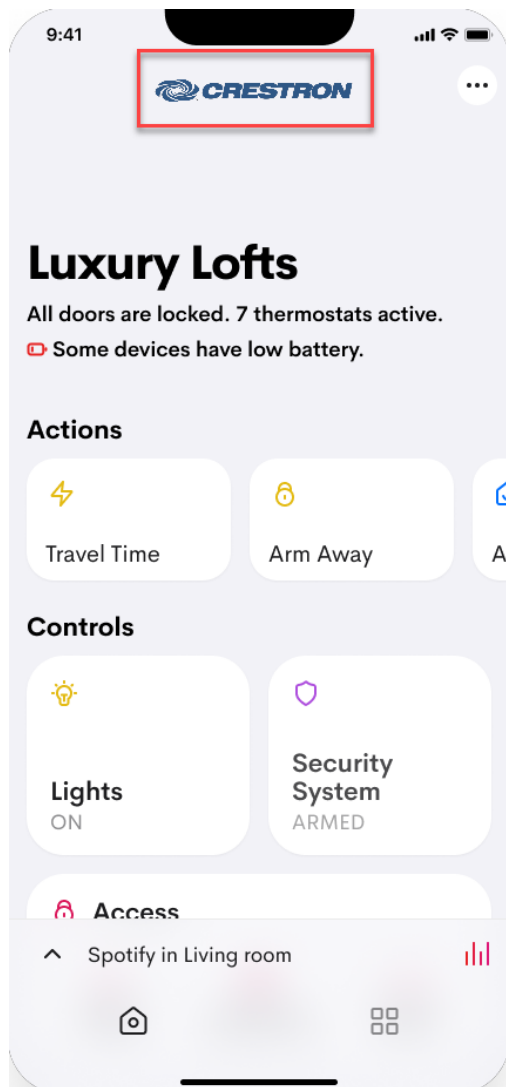 9:41
CRESTRON
Luxury Lofts
All doors are locked. 7 thermostats active.
Some devices have low battery.
Actions
Travel Time
Arm Away
A
Controls
Lights
ON
Security
System
ARMED
Access
Spotify in Living room